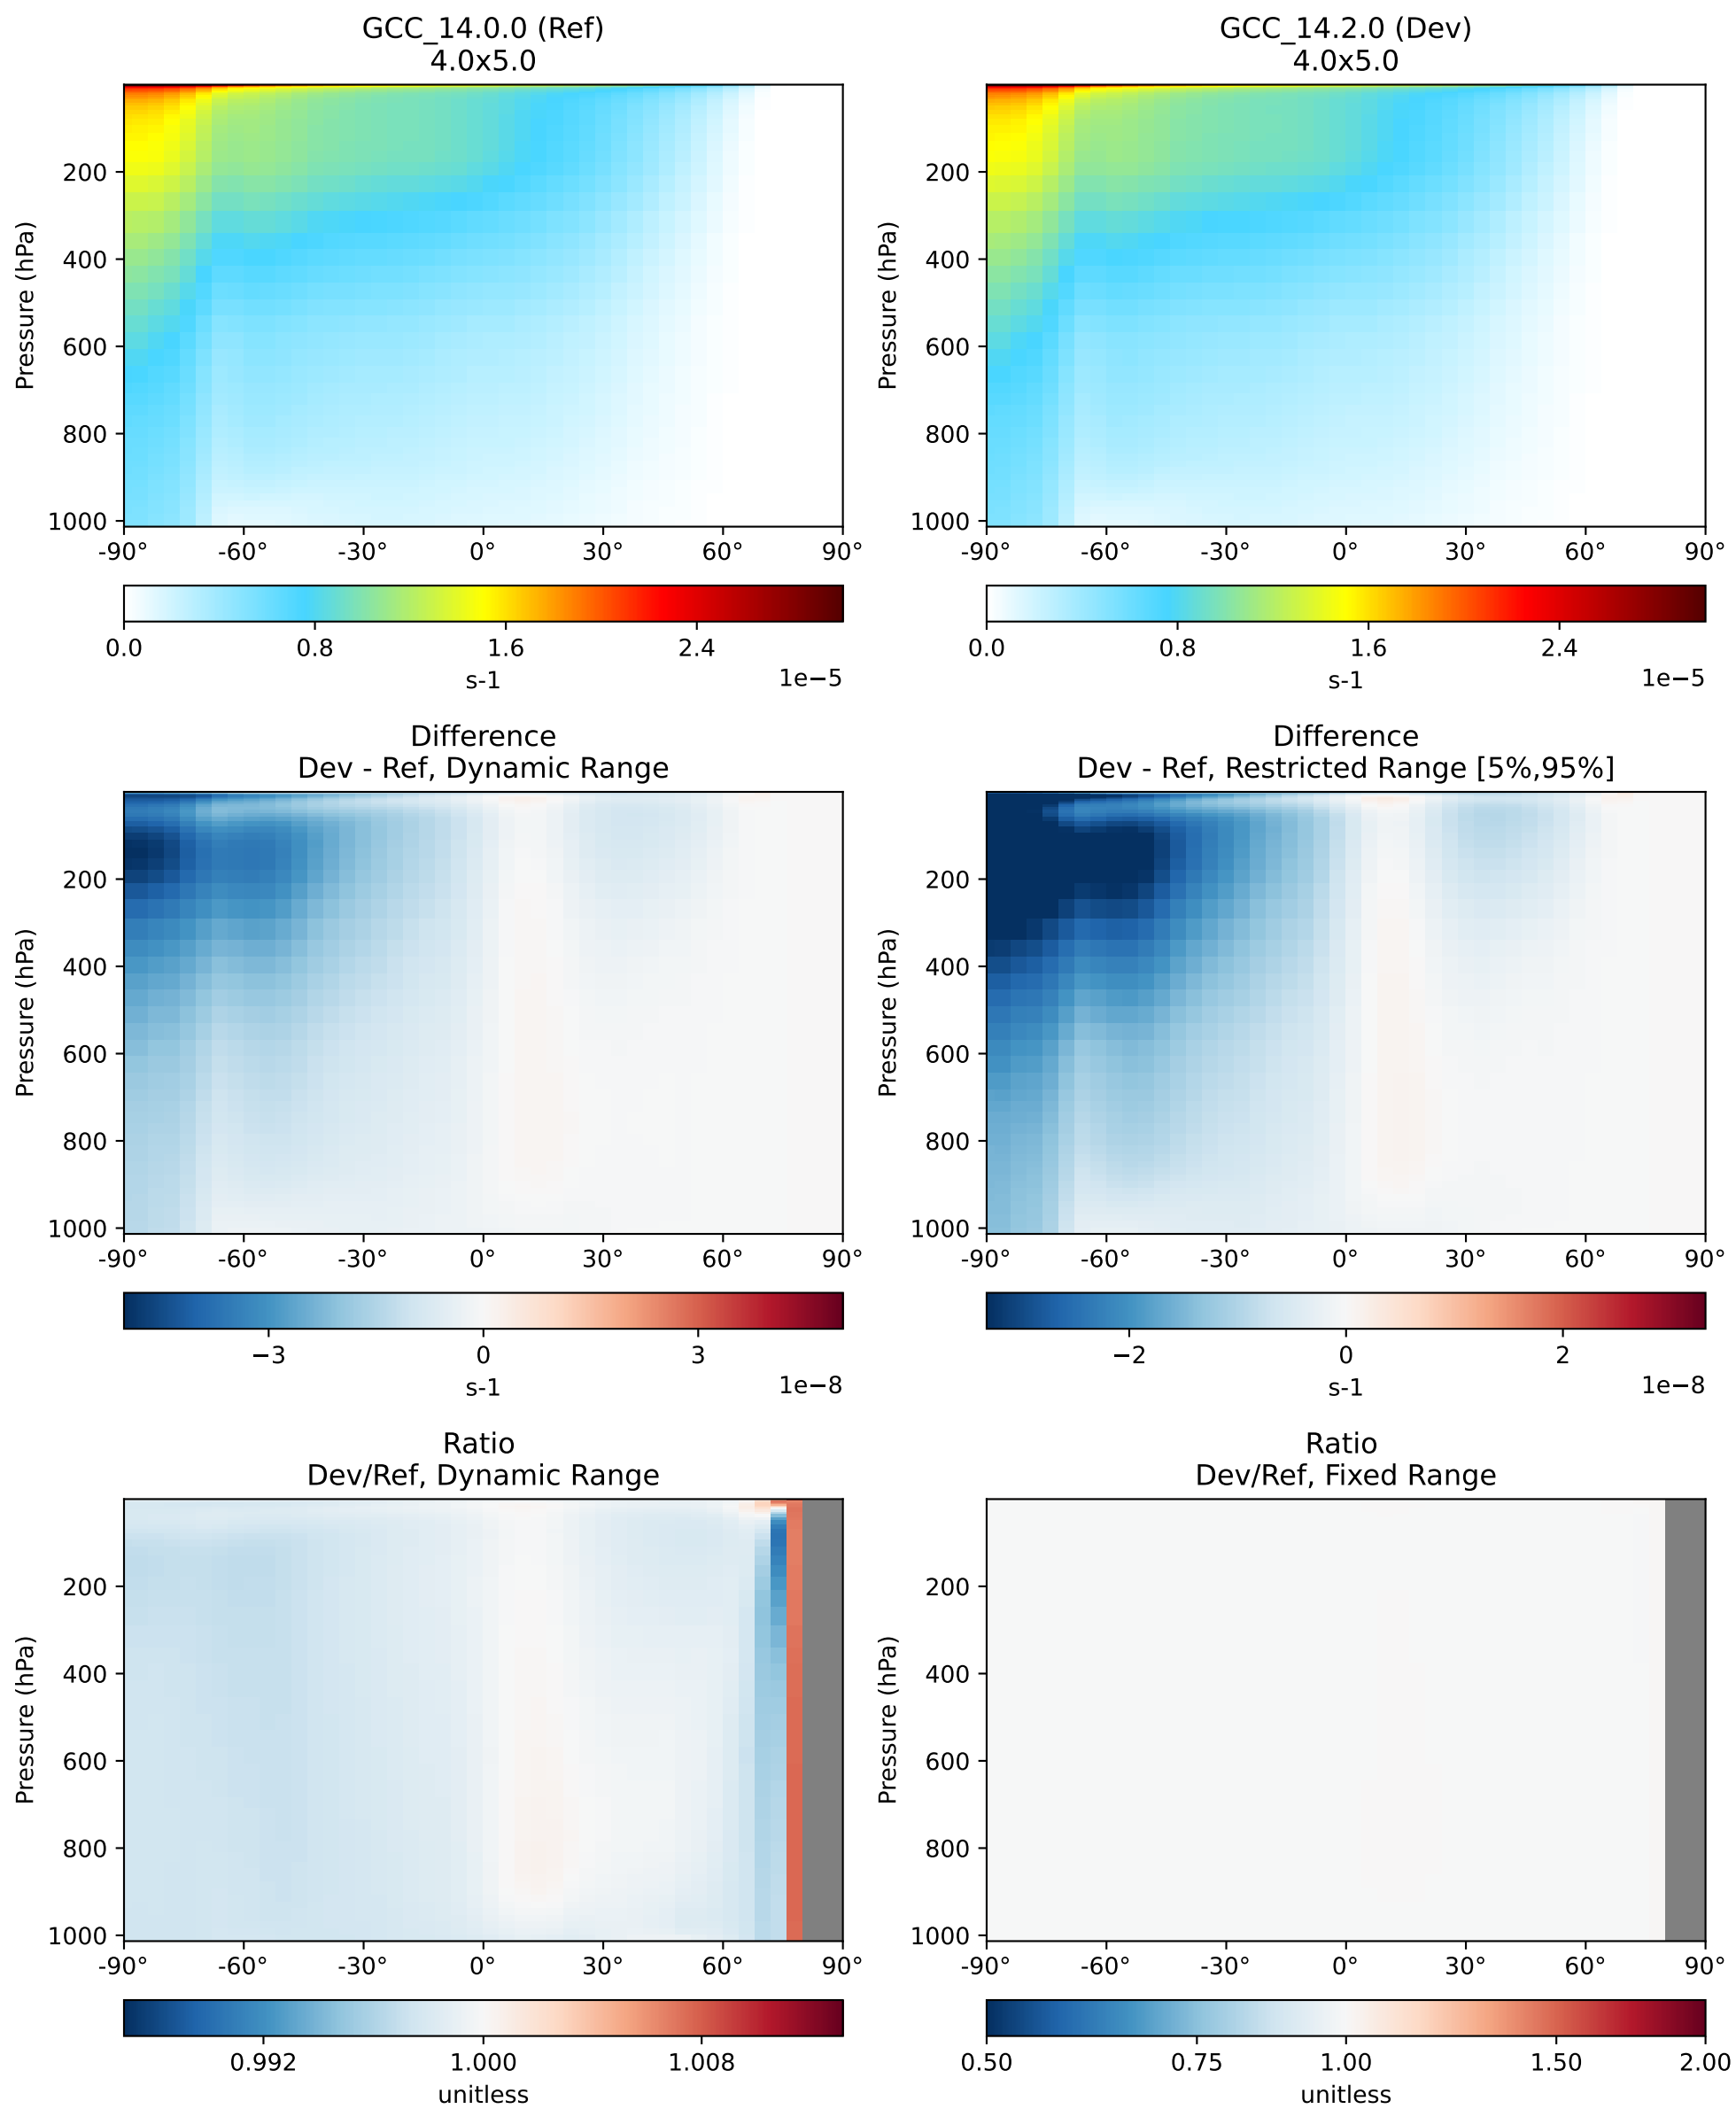 GCC_14.0.0 (Ref)
4.0x5.0
Pressure (hPa)
200
400
600
800
1000
-90° -60° -30° 0° 30° 60° 90°
0.0 0.8 1.6 2.4
s-1
1e−5
GCC_14.2.0 (Dev)
4.0x5.0
Pressure (hPa)
200
400
600
800
1000
-90° -60° -30° 0° 30° 60° 90°
0.0 0.8 1.6 2.4
s-1
1e−5
Difference
Dev - Ref, Dynamic Range
Pressure (hPa)
200
400
600
800
1000
-90° -60° -30° 0° 30° 60° 90°
−3 0 3
s-1
1e−8
Difference
Dev - Ref, Restricted Range [5%,95%]
Pressure (hPa)
200
400
600
800
1000
-90° -60° -30° 0° 30° 60° 90°
−2 0 2
s-1
1e−8
Ratio
Dev/Ref, Dynamic Range
Pressure (hPa)
200
400
600
800
1000
-90° -60° -30° 0° 30° 60° 90°
0.992 1.000 1.008
unitless
Ratio
Dev/Ref, Fixed Range
Pressure (hPa)
200
400
600
800
1000
-90° -60° -30° 0° 30° 60° 90°
0.50 0.75 1.00 1.50 2.00
unitless